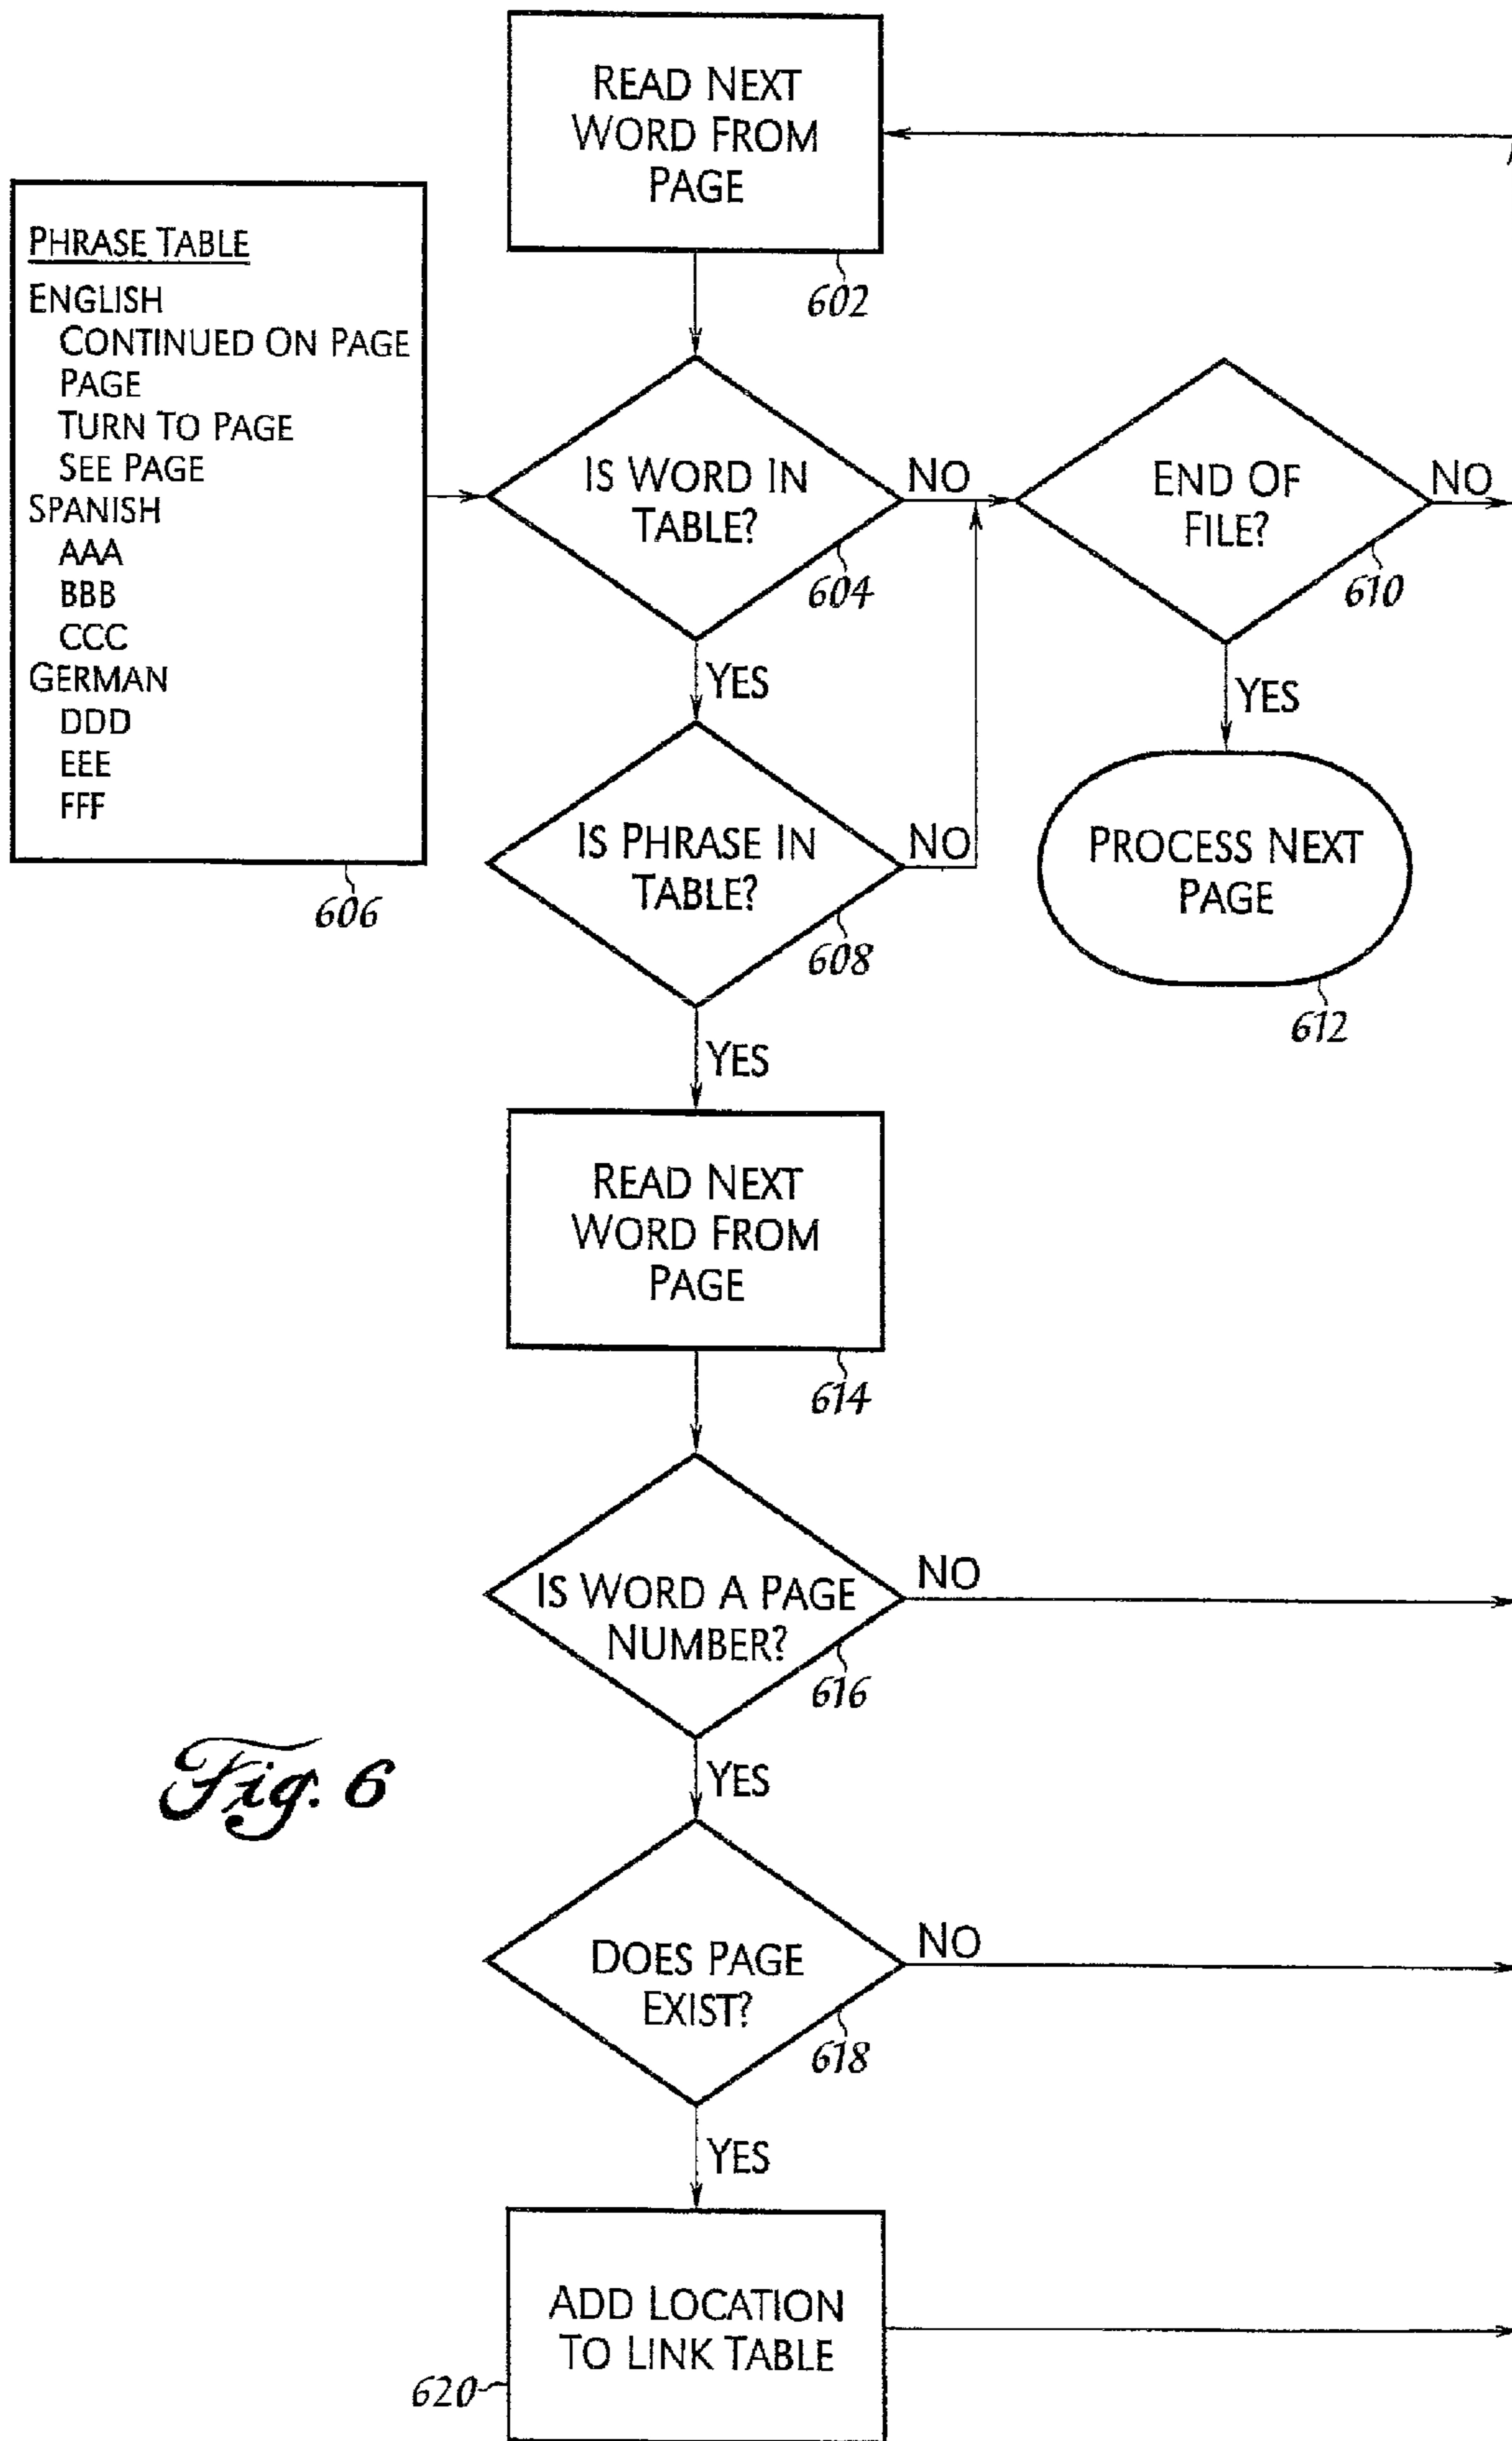 READ NEXT
WORD FROM
PAGE
602
PHRASE TABLE
ENGLISH
CONTINUED ON PAGE
PAGE
TURN TO PAGE
SEE PAGE
SPANISH
AAA
BBB
CCC
GERMAN
DDD
EEE
FFF
606
IS WORD IN
TABLE?
604
NO
YES
END OF
FILE?
610
NO
YES
IS PHRASE IN
TABLE?
608
NO
YES
PROCESS NEXT
PAGE
612
READ NEXT
WORD FROM
PAGE
614
IS WORD A PAGE
NUMBER?
616
NO
YES
Fig. 6
DOES PAGE
EXIST?
618
NO
YES
ADD LOCATION
TO LINK TABLE
620